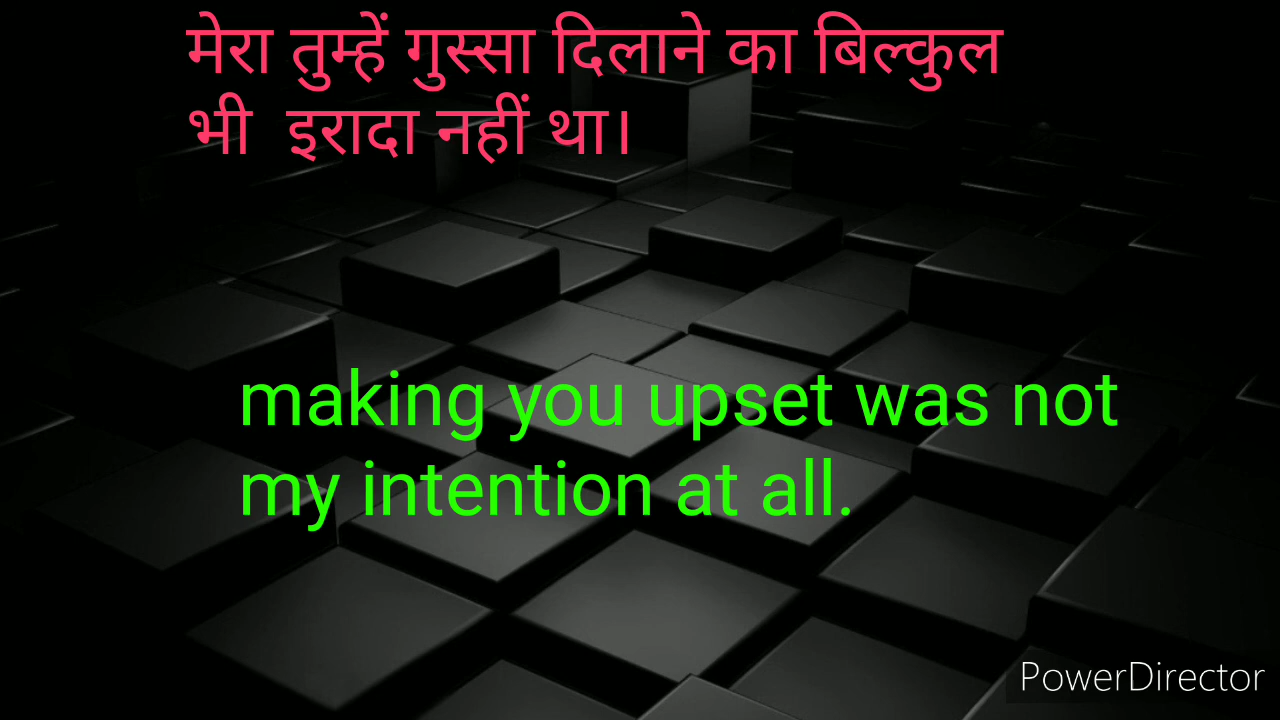 मेरा तुम्हें गुस्सा दिलाने का बिल्कुल
भी इरादा नहीं था।
making you upset was not
my intention at all.
PowerDirector